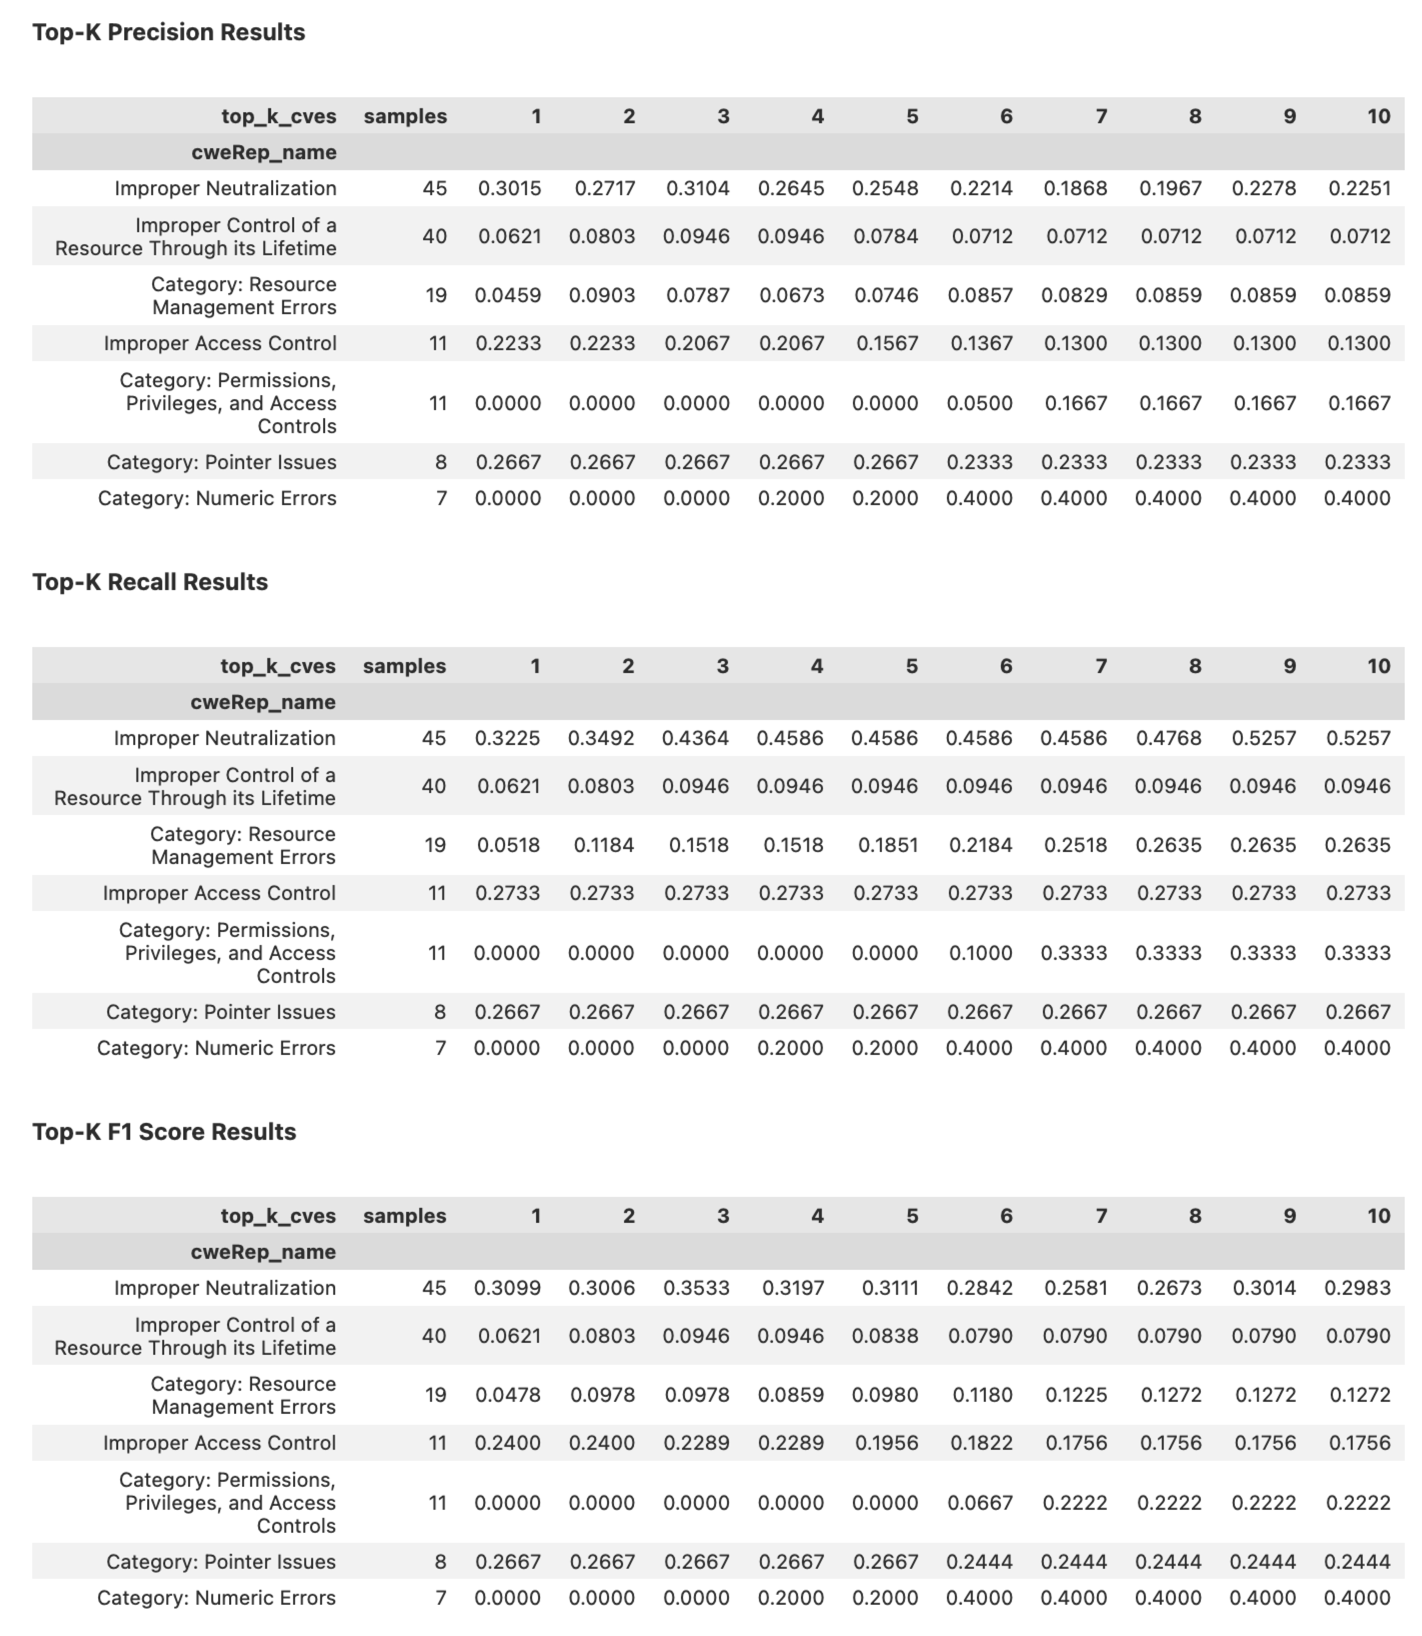 Top-K Precision Results
top_k_cves samples 1 2 3 4 5 6 7 8 9 10
cweRep_name
Improper Neutralization 45 0.3015 0.2717 0.3104 0.2645 0.2548 0.2214 0.1868 0.1967 0.2278 0.2251
Improper Control of a
Resource Through its Lifetime 40 0.0621 0.0803 0.0946 0.0946 0.0784 0.0712 0.0712 0.0712 0.0712 0.0712
Category: Resource
Management Errors 19 0.0459 0.0903 0.0787 0.0673 0.0746 0.0857 0.0829 0.0859 0.0859 0.0859
Improper Access Control 11 0.2233 0.2233 0.2067 0.2067 0.1567 0.1367 0.1300 0.1300 0.1300 0.1300
Category: Permissions,
Privileges, and Access 11 0.0000 0.0000 0.0000 0.0000 0.0000 0.0500 0.1667 0.1667 0.1667 0.1667
Controls
Category: Pointer Issues 8 0.2667 0.2667 0.2667 0.2667 0.2667 0.2333 0.2333 0.2333 0.2333 0.2333
Category: Numeric Errors 7 0.0000 0.0000 0.0000 0.2000 0.2000 0.4000 0.4000 0.4000 0.4000 0.4000
Top-K Recall Results
top_k_cves samples 1 2 3 4 5 6 7 8 9 10
cweRep_name
Improper Neutralization 45 0.3225 0.3492 0.4364 0.4586 0.4586 0.4586 0.4586 0.4768 0.5257 0.5257
Improper Control of a
Resource Through its Lifetime 40 0.0621 0.0803 0.0946 0.0946 0.0946 0.0946 0.0946 0.0946 0.0946 0.0946
Category: Resource
Management Errors 19 0.0518 0.1184 0.1518 0.1518 0.1851 0.2184 0.2518 0.2635 0.2635 0.2635
Improper Access Control 11 0.2733 0.2733 0.2733 0.2733 0.2733 0.2733 0.2733 0.2733 0.2733 0.2733
Category: Permissions,
Privileges, and Access 11 0.0000 0.0000 0.0000 0.0000 0.0000 0.1000 0.3333 0.3333 0.3333 0.3333
Controls
Category: Pointer Issues 8 0.2667 0.2667 0.2667 0.2667 0.2667 0.2667 0.2667 0.2667 0.2667 0.2667
Category: Numeric Errors 7 0.0000 0.0000 0.0000 0.2000 0.2000 0.4000 0.4000 0.4000 0.4000 0.4000
Top-K F1 Score Results
top_k_cves samples 1 2 3 4 5 6 7 8 9 10
cweRep_name
Improper Neutralization 45 0.3099 0.3006 0.3533 0.3197 0.3111 0.2842 0.2581 0.2673 0.3014 0.2983
Improper Control of a
Resource Through its Lifetime 40 0.0621 0.0803 0.0946 0.0946 0.0838 0.0790 0.0790 0.0790 0.0790 0.0790
Category: Resource
Management Errors 19 0.0478 0.0978 0.0978 0.0859 0.0980 0.1180 0.1225 0.1272 0.1272 0.1272
Improper Access Control 11 0.2400 0.2400 0.2289 0.2289 0.1956 0.1822 0.1756 0.1756 0.1756 0.1756
Category: Permissions,
Privileges, and Access 11 0.0000 0.0000 0.0000 0.0000 0.0000 0.0667 0.2222 0.2222 0.2222 0.2222
Controls
Category: Pointer Issues 8 0.2667 0.2667 0.2667 0.2667 0.2667 0.2444 0.2444 0.2444 0.2444 0.2444
Category: Numeric Errors 7 0.0000 0.0000 0.0000 0.2000 0.2000 0.4000 0.4000 0.4000 0.4000 0.4000